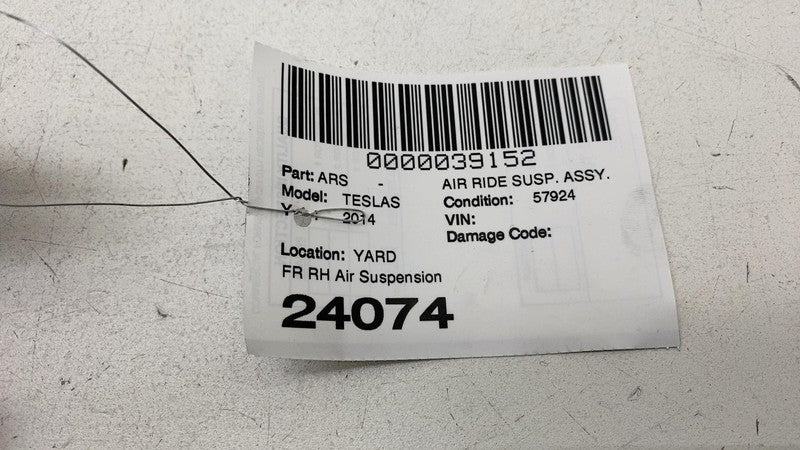 0000039152
Part: ARS - AIR RIDE SUSP. ASSY.
Model: TESLAS Condition: 57924
2014 VIN:
Damage Code:
Location: YARD
FR RH Air Suspension
24074